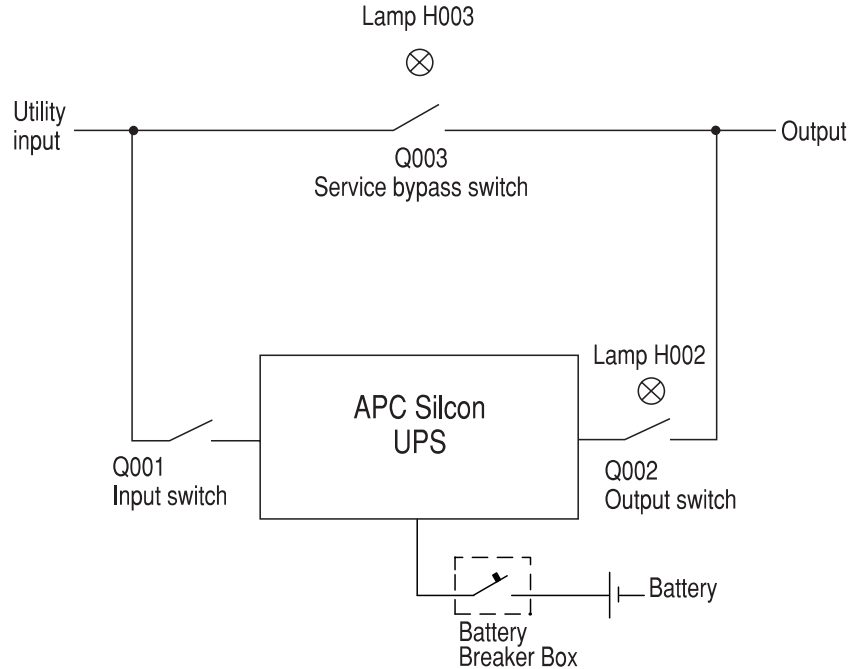 Lamp H003
Utility
input
Output
Q003
Service bypass switch
Lamp H002
APC Silcon
UPS
Q001
Input switch
Q002
Output switch
Battery
Battery
Breaker Box